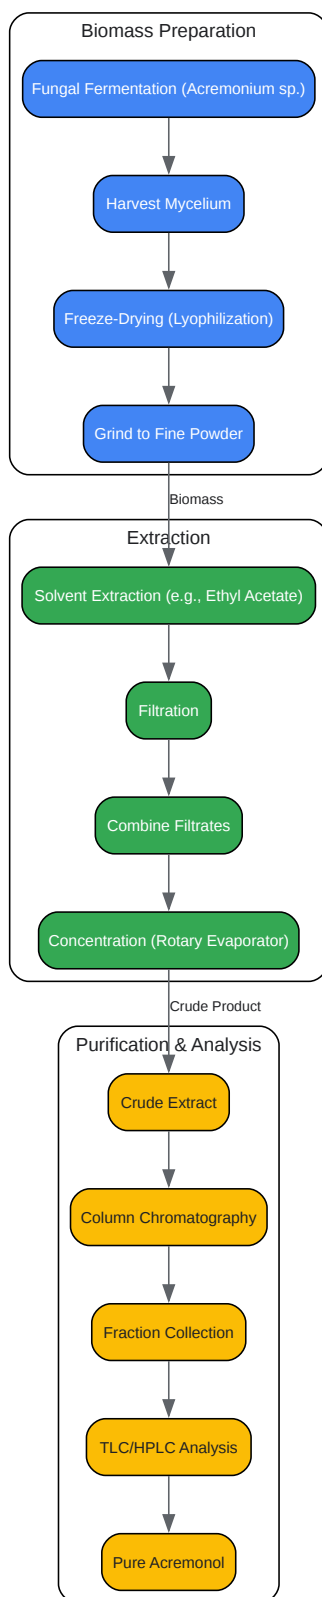 Biomass Preparation
Fungal Fermentation (Acremonium sp.)
Harvest Mycelium
Freeze-Drying (Lyophilization)
Grind to Fine Powder
Biomass
Extraction
Solvent Extraction (e.g., Ethyl Acetate)
Filtration
Combine Filtrates
Concentration (Rotary Evaporator)
Crude Product
Purification & Analysis
Crude Extract
Column Chromatography
Fraction Collection
TLC/HPLC Analysis
Pure Acremonol